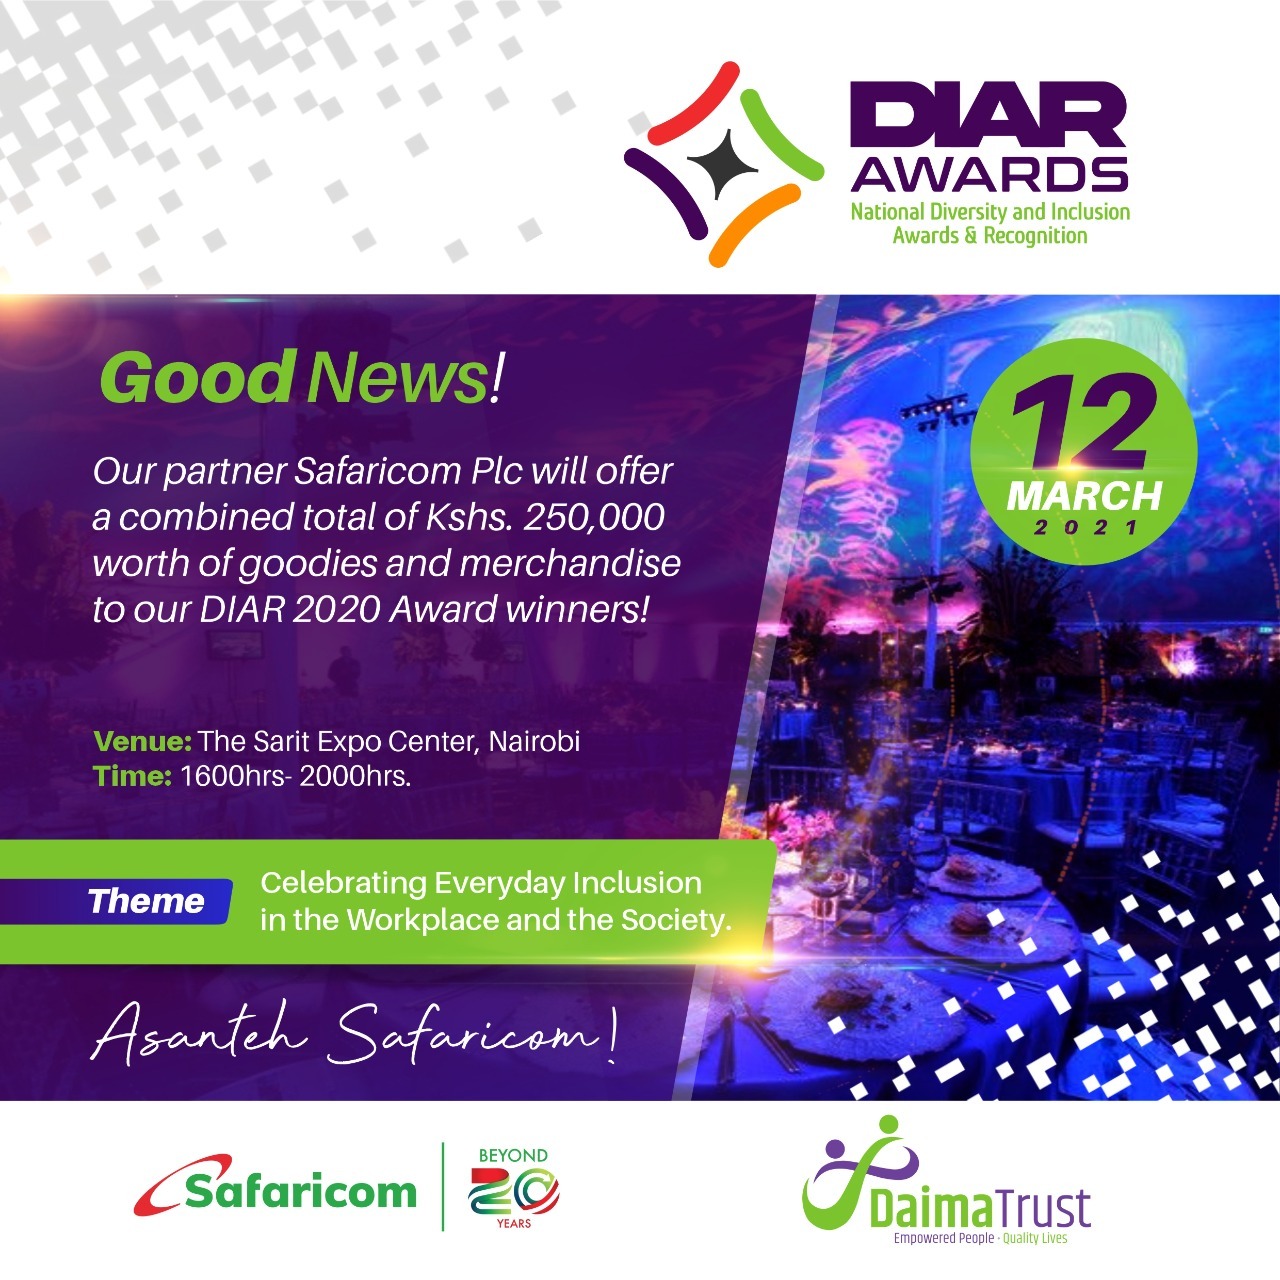 DIAR
AWARDS
National Diversity and Inclusion
Awards & Recognition
Good News!
Our partner Safaricom Plc will offer
a combined total of Kshs. 250,000
worth of goodies and merchandise
to our DIAR 2020 Award winners!
12
MARCH
2021
Venue: The Sarit Expo Center, Nairobi
Time: 1600hrs- 2000hrs.
Theme
Celebrating Everyday Inclusion
in the Workplace and the Society.
Asanteh Safaricom!
Safaricom
BEYOND
20
YEARS
DaimaTrust
Empowered People · Quality Lives